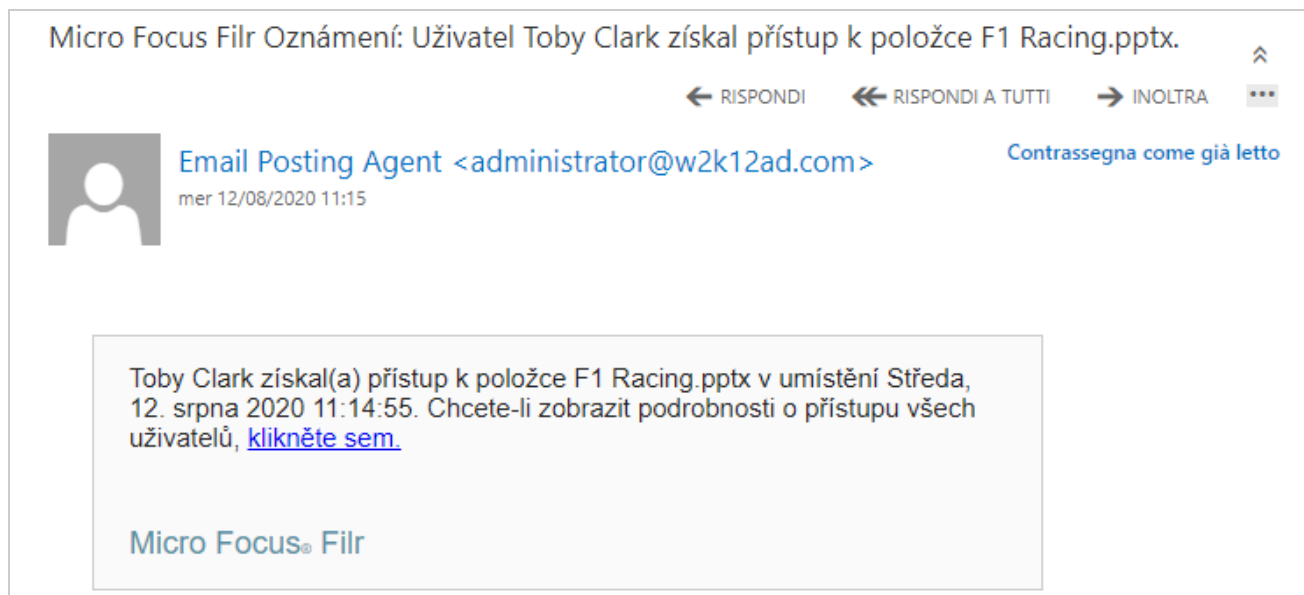 Micro Focus Filr Oznámení: Uživatel Toby Clark získal přístup k položce F1 Racing.pptx.
RISPONDI RISPONDI A TUTTI INOLTRA
Email Posting Agent <administrator@w2k12ad.com>
Contrassegna come già letto
mer 12/08/2020 11:15
Toby Clark získal(a) přístup k položce F1 Racing.pptx v umístění Středa,
12. srpna 2020 11:14:55. Chcete-li zobrazit podrobnosti o přístupu všech
uživatelů, klikněte sem.
Micro Focus® Filr